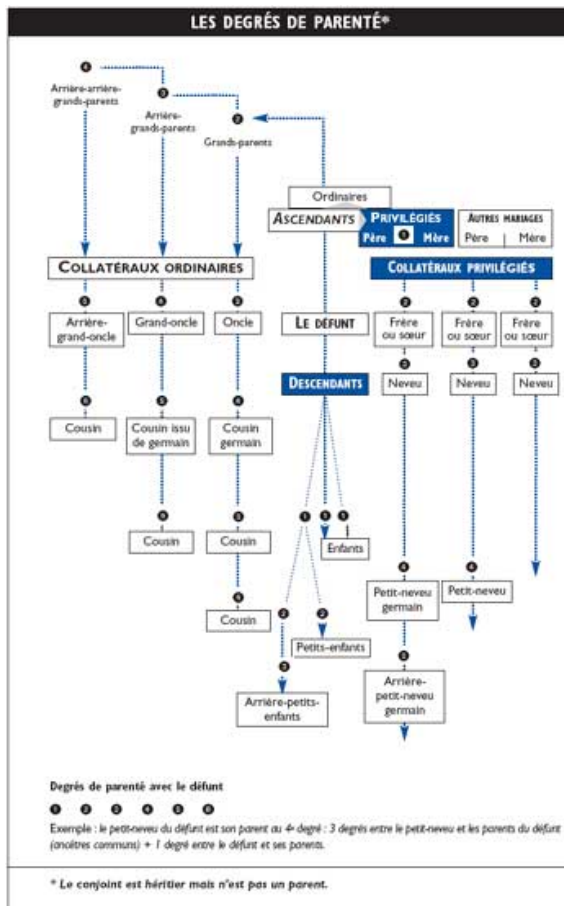 LES DEGRÉS DE PARENTÉ*
4
Arrière-arrière-
grands-parents
3
Arrière-
grands-parents
2
Grands-parents
Ordinaires
ASCENDANTS
PRIVILÉGIÉS
Père 1 Mère
AUTRES MARIAGES
Père | Mère
COLLATÉRAUX ORDINAIRES
COLLATÉRAUX PRIVILÉGIÉS
Arrière-
grand-oncle
Grand-oncle
3
Oncle
LE DÉFUNT
2
Frère
ou sœur
2
Frère
ou sœur
2
Frère
ou sœur
DESCENDANTS
3
Neveu
3
Neveu
3
Neveu
Cousin
5
Cousin issu
de germain
4
Cousin
germain
1
1
1
Enfants
6
Cousin
5
Cousin
4
Petit-neveu
germain
4
Petit-neveu
Cousin
2
2
Petits-enfants
3
Arrière-petits-
enfants
5
Arrière-
petit-neveu
germain
Degrés de parenté avec le défunt
1 2 3 4 5 6
Exemple : le petit-neveu du défunt est son parent au 4e degré : 3 degrés entre le petit-neveu et les parents du défunt
(ancêtres communs) + 1 degré entre le défunt et ses parents.
* Le conjoint est héritier mais n'est pas un parent.